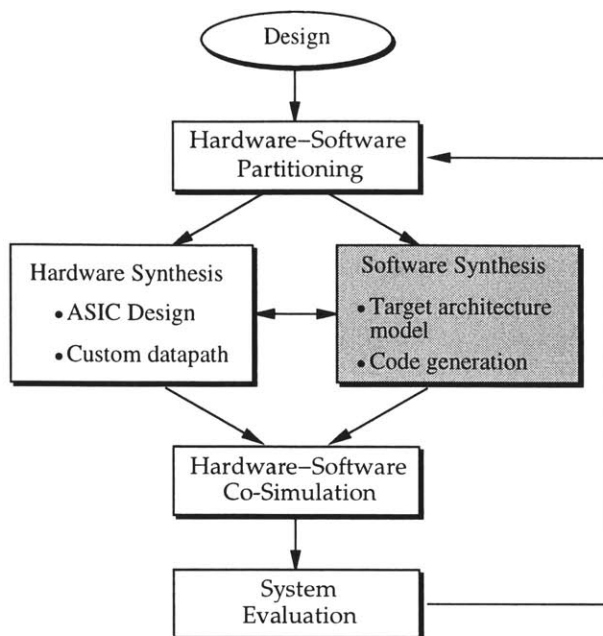 Design
Hardware–Software
Partitioning
Hardware Synthesis
• ASIC Design
• Custom datapath
Software Synthesis
• Target architecture
model
• Code generation
Hardware–Software
Co-Simulation
System
Evaluation